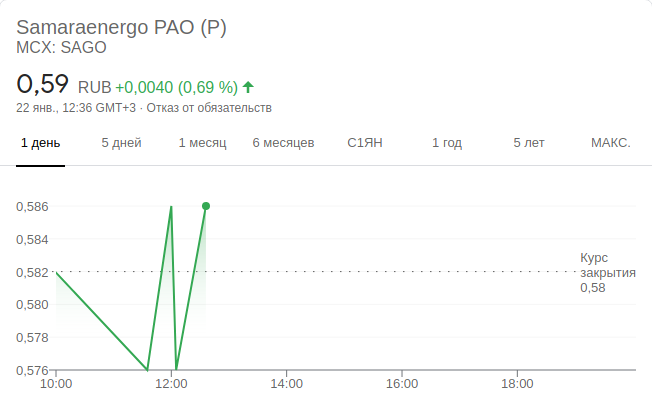 Samaraenergo PAO (P)
MCX: SAGO
0,59 RUB +0,0040 (0,69 %)
22 янв., 12:36 GMT+3 · Отказ от обязательств
1 день 5 дней 1 месяц 6 месяцев С1ЯН 1 год 5 лет МАКС.
0,586
0,584
0,582
0,580
0,578
0,576
Курс
закрытия
0,58
10:00 12:00 14:00 16:00 18:00